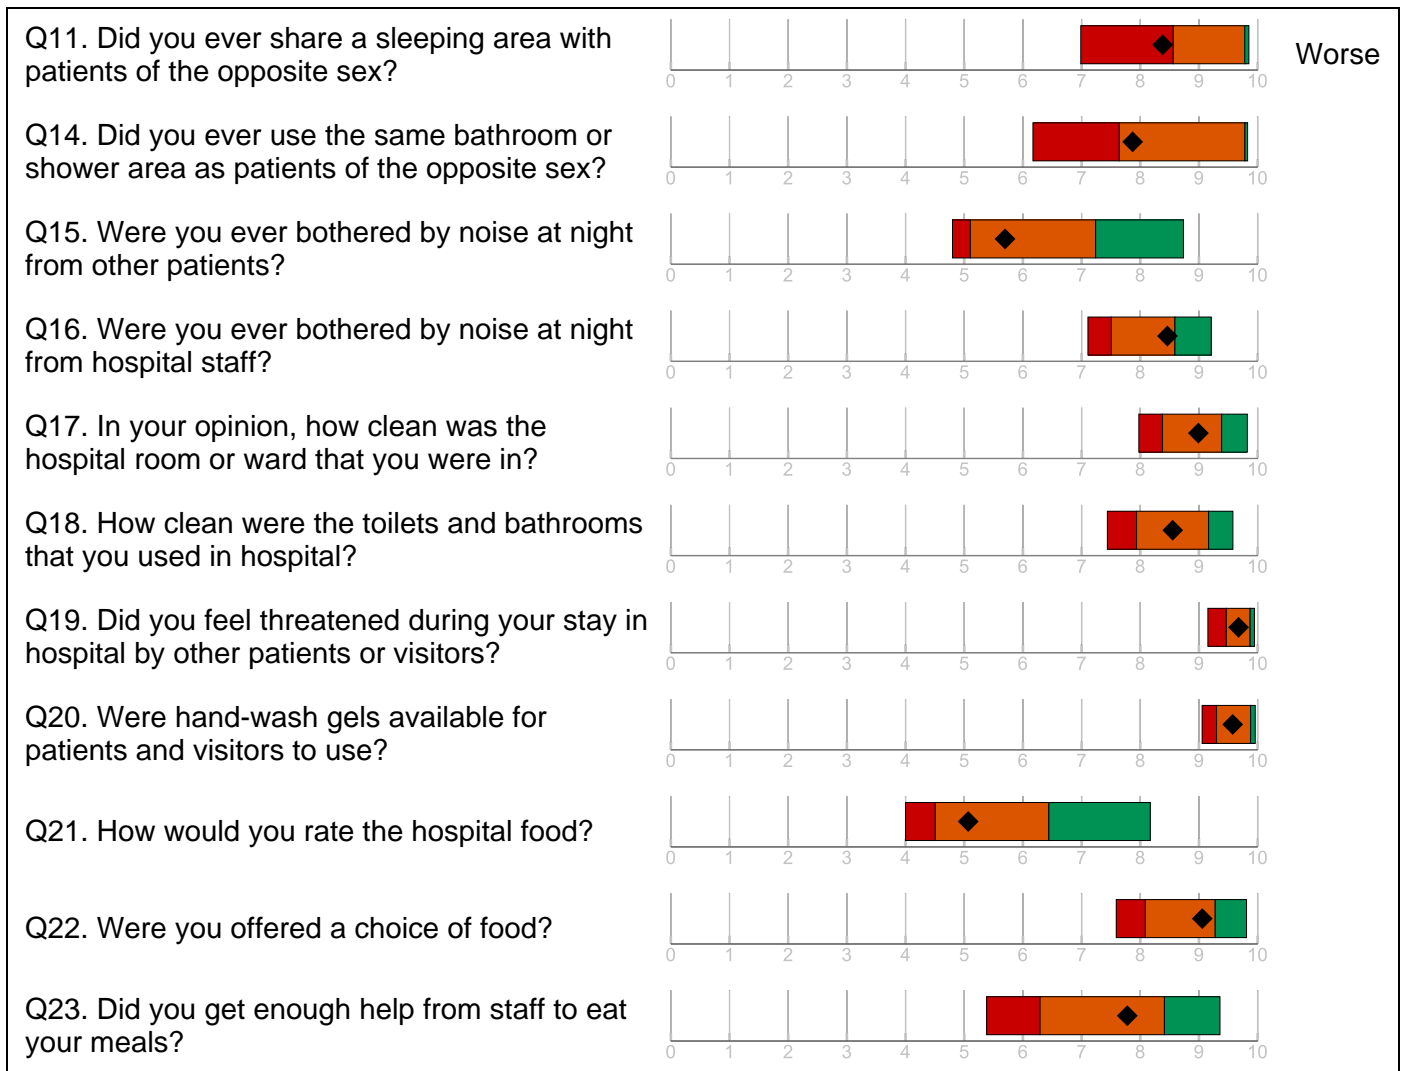 Q11. Did you ever share a sleeping area with
patients of the opposite sex?
Worse
0 1 2 3 4 5 6 7 8 9 10
Q14. Did you ever use the same bathroom or
shower area as patients of the opposite sex?
0 1 2 3 4 5 6 7 8 9 10
Q15. Were you ever bothered by noise at night
from other patients?
0 1 2 3 4 5 6 7 8 9 10
Q16. Were you ever bothered by noise at night
from hospital staff?
0 1 2 3 4 5 6 7 8 9 10
Q17. In your opinion, how clean was the
hospital room or ward that you were in?
0 1 2 3 4 5 6 7 8 9 10
Q18. How clean were the toilets and bathrooms
that you used in hospital?
0 1 2 3 4 5 6 7 8 9 10
Q19. Did you feel threatened during your stay in
hospital by other patients or visitors?
0 1 2 3 4 5 6 7 8 9 10
Q20. Were hand-wash gels available for
patients and visitors to use?
0 1 2 3 4 5 6 7 8 9 10
Q21. How would you rate the hospital food?
0 1 2 3 4 5 6 7 8 9 10
Q22. Were you offered a choice of food?
0 1 2 3 4 5 6 7 8 9 10
Q23. Did you get enough help from staff to eat
your meals?
0 1 2 3 4 5 6 7 8 9 10